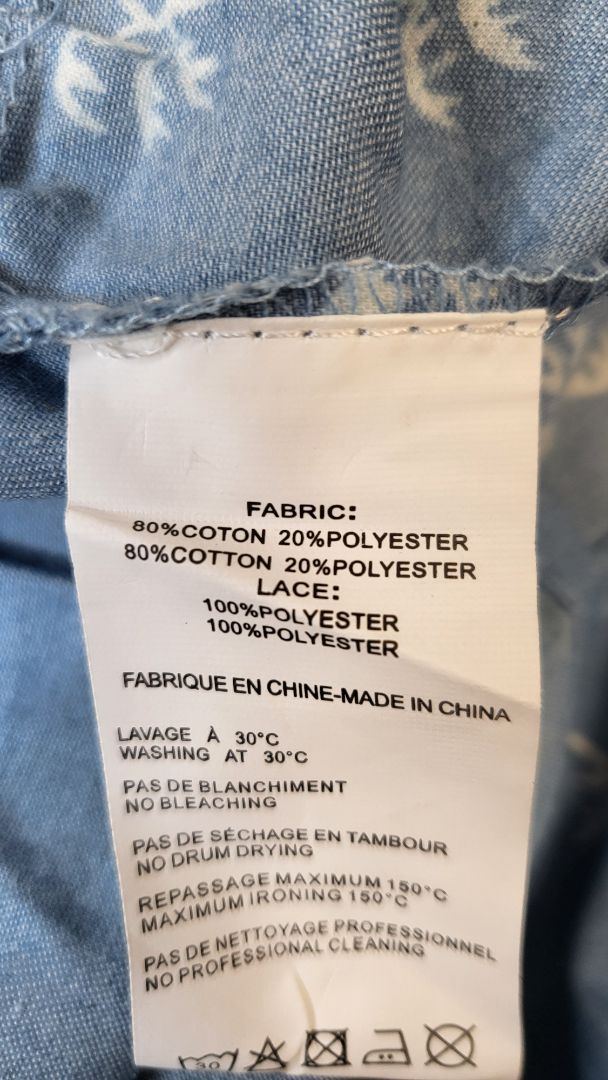 FABRIC:
80%COTON 20%POLYESTER
80%COTTON 20%POLYESTER
LACE:
100%POLYESTER
100%POLYESTER
FABRIQUE EN CHINE-MADE IN CHINA
LAVAGE À 30°C
WASHING AT 30°C
PAS DE BLANCHIMENT
NO BLEACHING
PAS DE SÉCHAGE EN TAMBOUR
NO DRUM DRYING
REPASSAGE MAXIMUM 150°C
MAXIMUM IRONING 150°C
PAS DE NETTOYAGE PROFESSIONNEL
NO PROFESSIONAL CLEANING
30